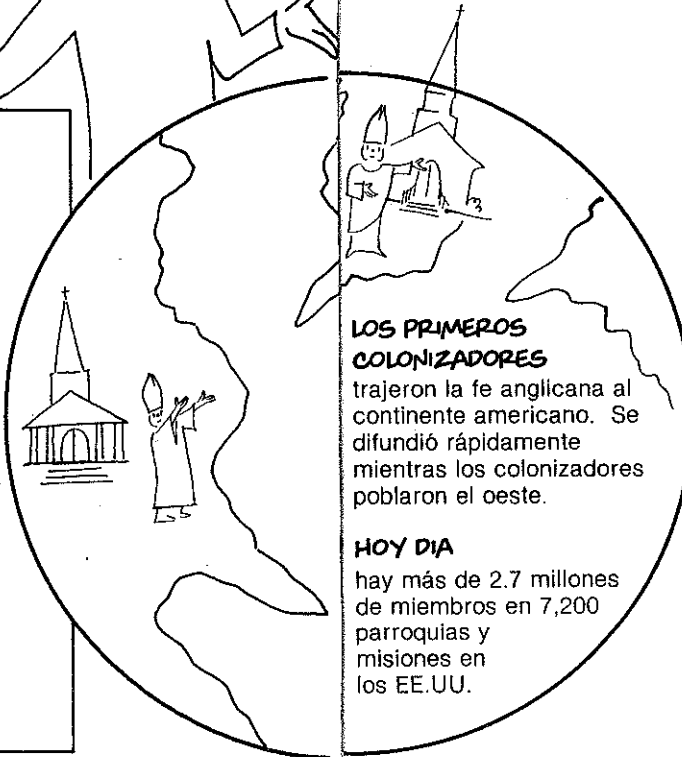 LOS PRIMEROS
COLONIZADORES
trajeron la fe anglicana al
continente americano. Se
difundió rápidamente
mientras los colonizadores
poblaron el oeste.
HOY DIA
hay más de 2.7 millones
de miembros en 7,200
parroquias y
misiones en
los EE.UU.